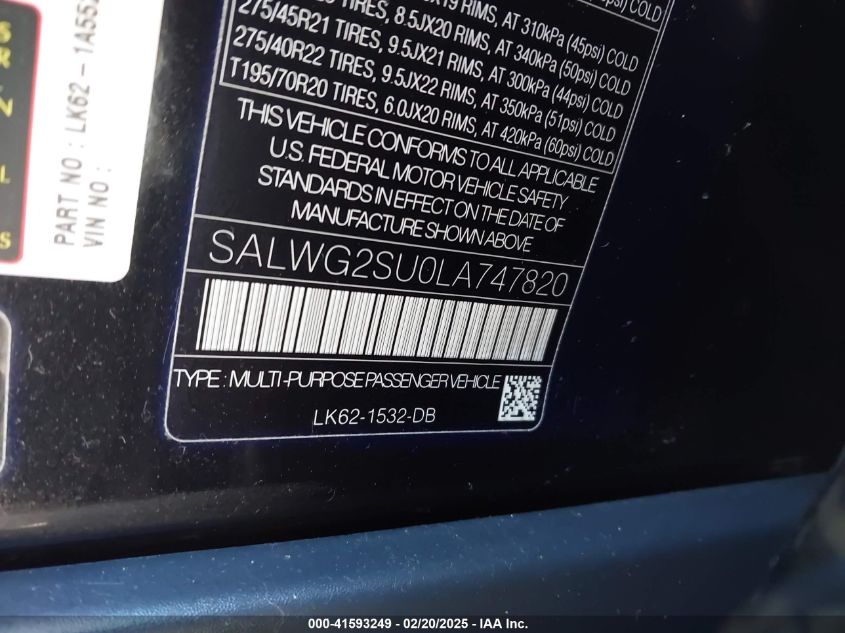 19 RIMS, AT 310kPa (45psi) COLD
TIRES, 8.5JX20 RIMS, AT 340kPa (50psi) COLD
275/45R21 TIRES, 9.5JX21 RIMS, AT 300kPa (44psi) COLD
275/40R22 TIRES, 9.5JX22 RIMS, AT 350kPa (51psi) COLD
T195/70R20 TIRES, 6.0JX20 RIMS, AT 420kPa (60psi) COLD
THIS VEHICLE CONFORMS TO ALL APPLICABLE
U.S. FEDERAL MOTOR VEHICLE SAFETY
STANDARDS IN EFFECT ON THE DATE OF
MANUFACTURE SHOWN ABOVE
SALWG2SU0LA747820
TYPE : MULTI-PURPOSE PASSENGER VEHICLE
LK62-1532-DB
PART NO : LK62 - 1A552
VIN NO :
S
R
N
L
S
000-41593249 - 02/20/2025 - IAA Inc.